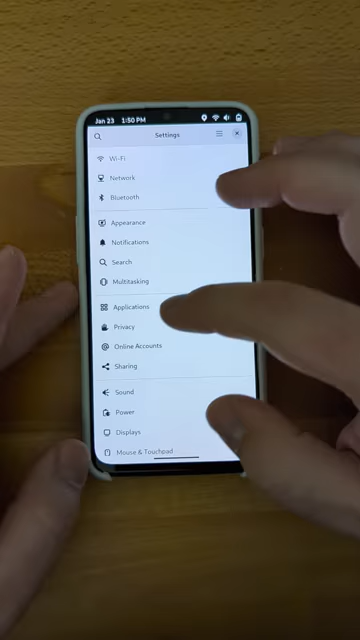 Jan 23 1:50 PM
Settings
Wi-Fi
Network
Bluetooth
Appearance
Notifications
Search
Multitasking
Applications
Privacy
Online Accounts
Sharing
Sound
Power
Displays
Mouse & Touchpad